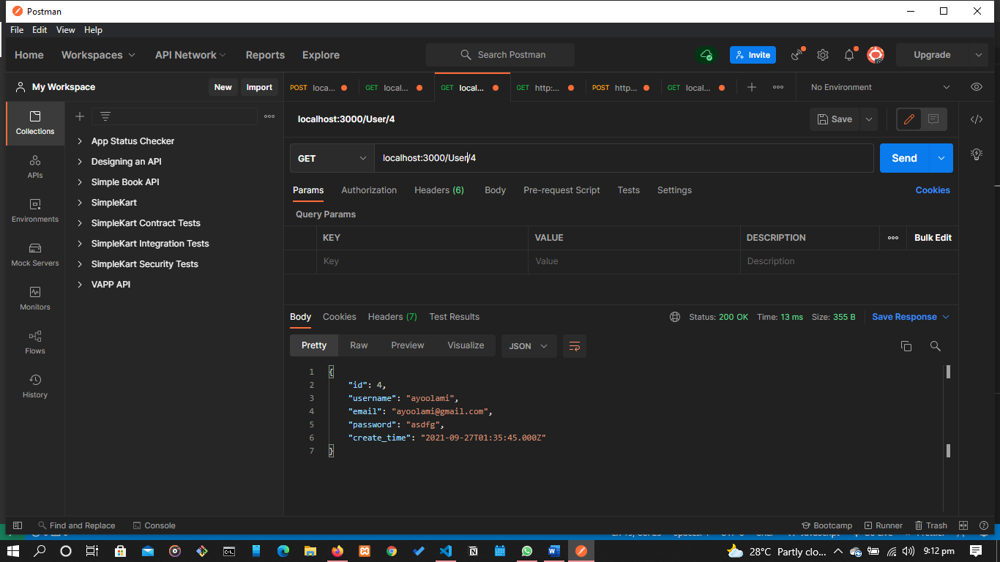 Postman
File Edit View Help
Home Workspaces API Network Reports Explore Search Postman Invite Upgrade
My Workspace New Import
POST loca... GET local... GET local... GET http:... POST http... GET local... No Environment
Collections
APIs
Environments
Mock Servers
Monitors
Flows
History
App Status Checker
Designing an API
Simple Book API
SimpleKart
SimpleKart Contract Tests
SimpleKart Integration Tests
SimpleKart Security Tests
VAPP API
localhost:3000/User/4 Save
GET localhost:3000/User/4 Send
Params Authorization Headers (6) Body Pre-request Script Tests Settings Cookies
Query Params
KEY VALUE DESCRIPTION Bulk Edit
Key Value Description
Body Cookies Headers (7) Test Results Status: 200 OK Time: 13 ms Size: 355 B Save Response
Pretty Raw Preview Visualize JSON
1 {
2 "id": 4,
3 "username": "ayoolami",
4 "email": "ayoolami@gmail.com",
5 "password": "asdfg",
6 "create_time": "2021-09-27T01:35:45.000Z"
7 }
Find and Replace Console Bootcamp Runner Trash
28°C Partly clo... 9:12 pm